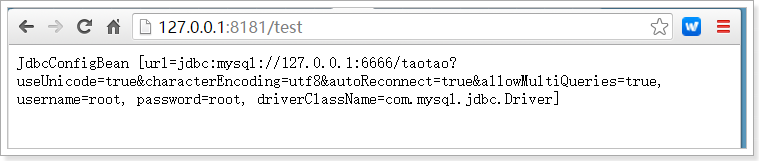 127.0.0.1:8181/test
JdbcConfigBean [url=jdbc:mysql://127.0.0.1:6666/taotao?
useUnicode=true&characterEncoding=utf8&autoReconnect=true&allowMultiQueries=true,
username=root, password=root, driverClassName=com.mysql.jdbc.Driver]